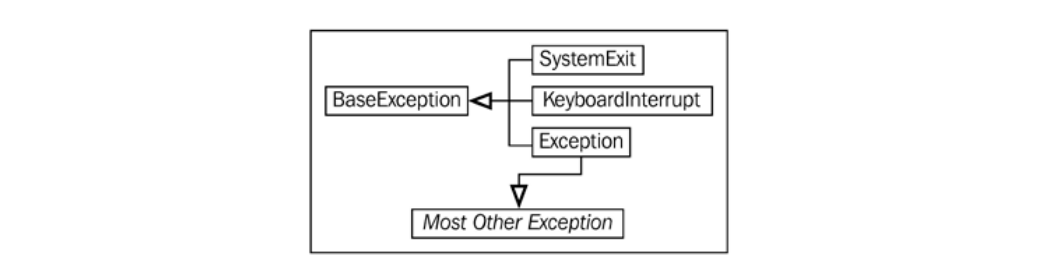 SystemExit
BaseException
KeyboardInterrupt
Exception
Most Other Exception